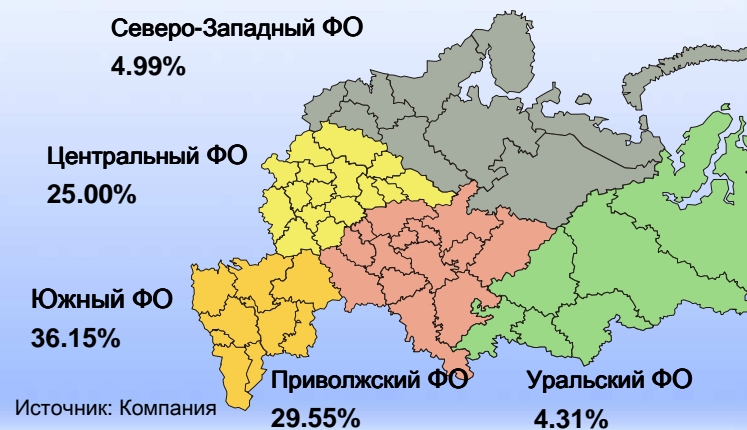 Северо-Западный ФО
4.99%
Центральный ФО
25.00%
Южный ФО
36.15%
Приволжский ФО
29.55%
Уральский ФО
4.31%
Источник: Компания